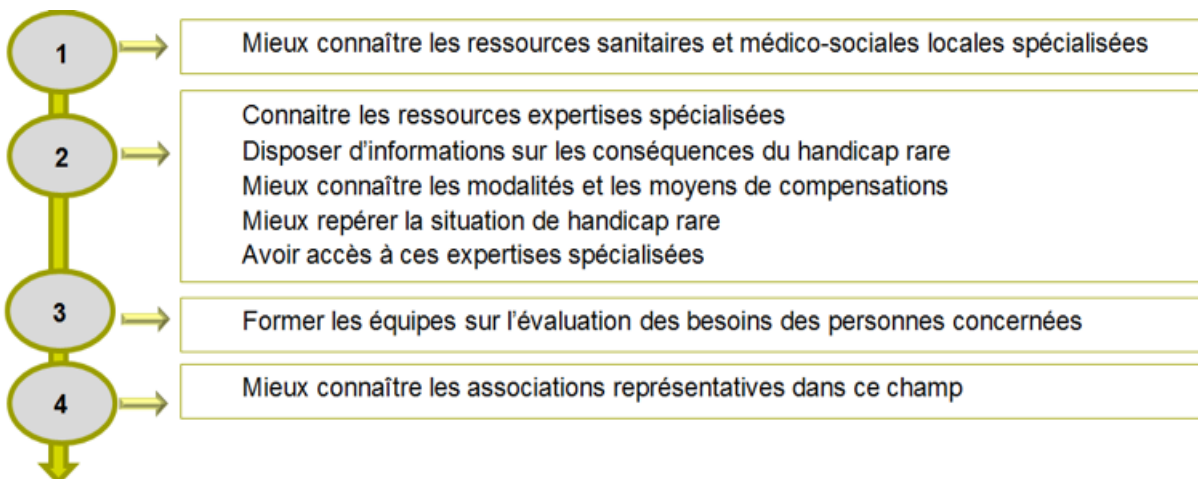 1
Mieux connaître les ressources sanitaires et médico-sociales locales spécialisées
2
Connaitre les ressources expertises spécialisées
Disposer d'informations sur les conséquences du handicap rare
Mieux connaître les modalités et les moyens de compensations
Mieux repérer la situation de handicap rare
Avoir accès à ces expertises spécialisées
3
Former les équipes sur l'évaluation des besoins des personnes concernées
4
Mieux connaître les associations représentatives dans ce champ